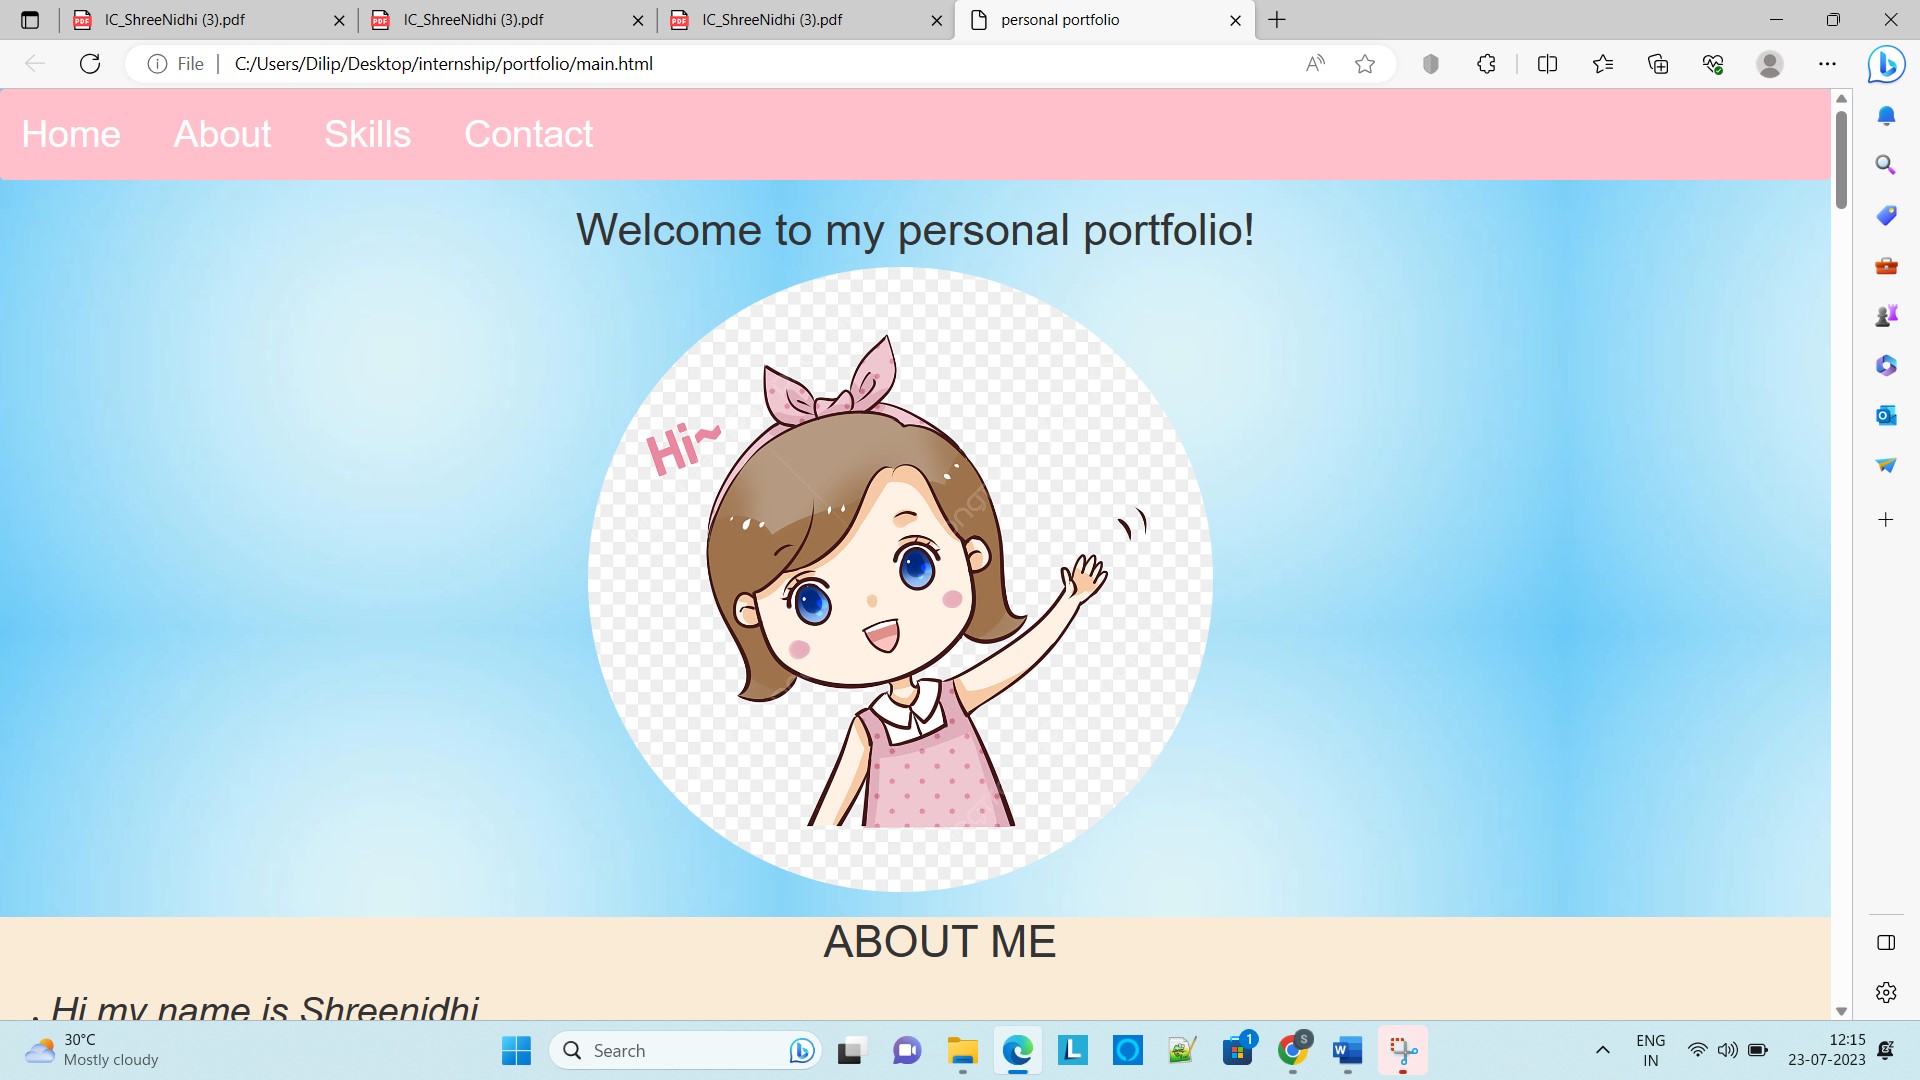 IC_ShreeNidhi (3).pdf
IC_ShreeNidhi (3).pdf
IC_ShreeNidhi (3).pdf
personal portfolio
File
C:/Users/Dilip/Desktop/internship/portfolio/main.html
Home About Skills Contact
Welcome to my personal portfolio!
Hi~
ABOUT ME
. Hi my name is Shreenidhi
30°C
Mostly cloudy
Search
1
S
ENG
IN
12:15
23-07-2023